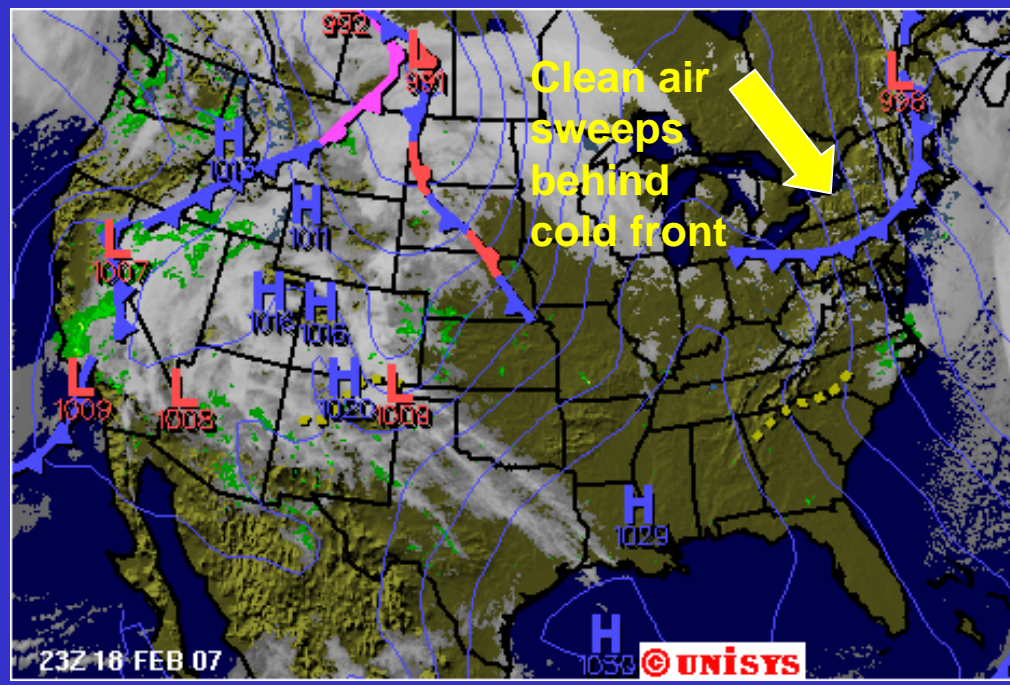 992
L
991
Clean air
sweeps
behind
cold front
L
998
H
1013
H
1011
L
1007
H
H
1016
H
1020
L
1009
L
1008
L
1009
H
1029
H
1030
23Z 18 FEB 07
© UNISYS